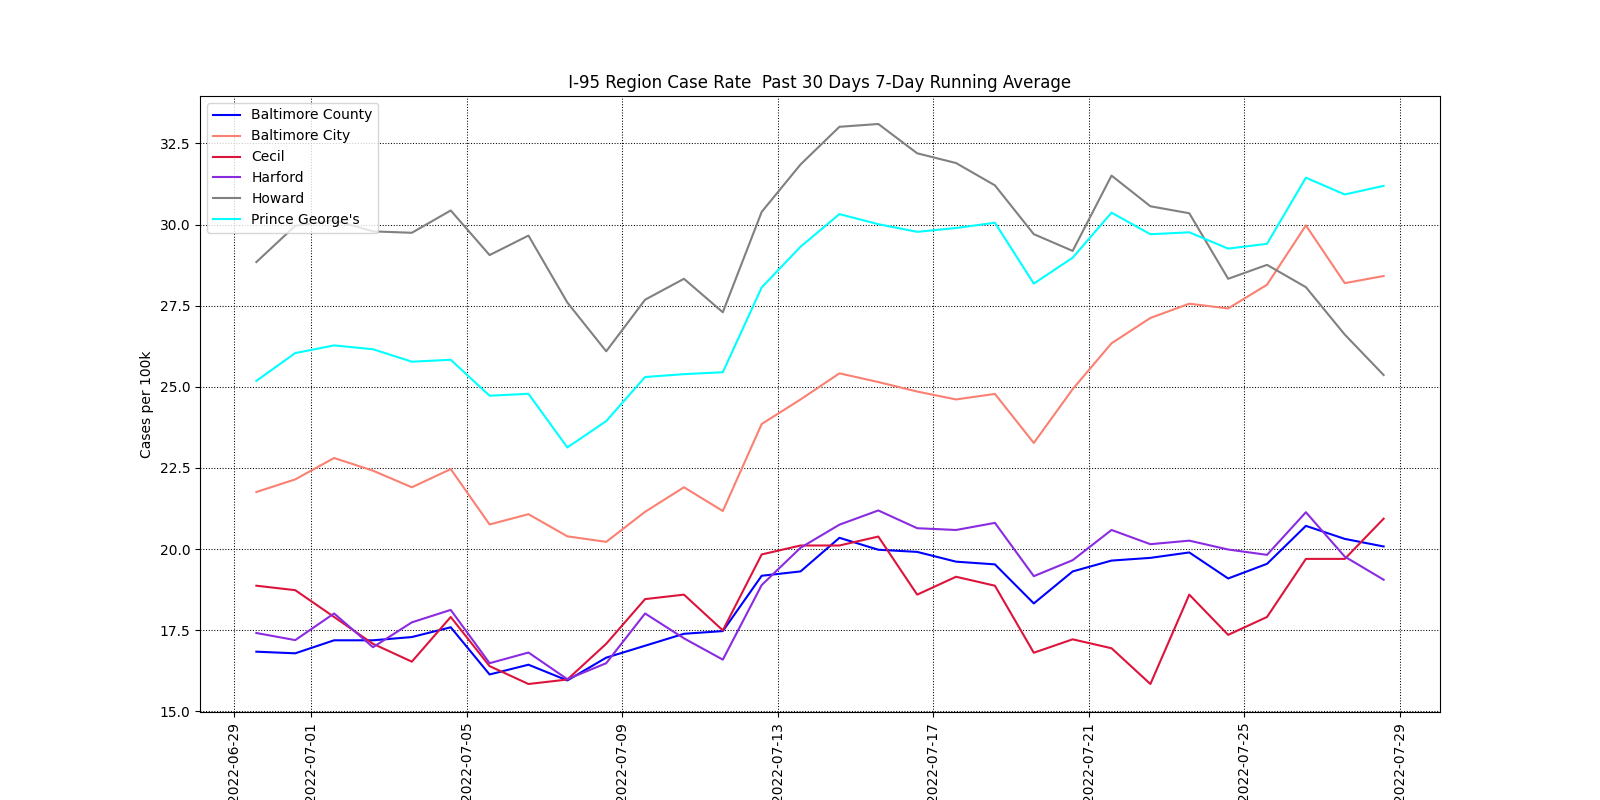 I-95 Region Case Rate  Past 30 Days 7-Day Running Average
Baltimore County
Baltimore City
Cecil
Harford
Howard
Prince George's
Cases per 100k
32.5
30.0
27.5
25.0
22.5
20.0
17.5
15.0
2022-06-29
2022-07-01
2022-07-05
2022-07-09
2022-07-13
2022-07-17
2022-07-21
2022-07-25
2022-07-29